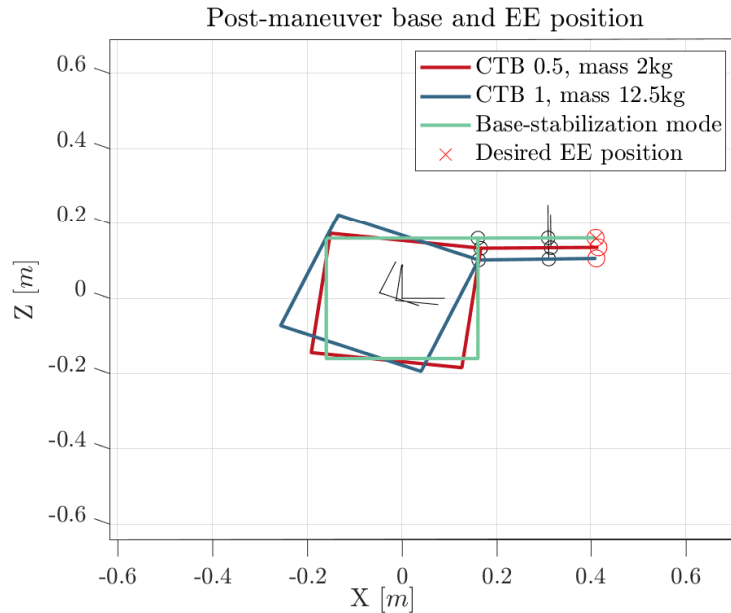 Post-maneuver base and EE position
CTB 0.5, mass 2kg
CTB 1, mass 12.5kg
Base-stabilization mode
Desired EE position
0.6
0.4
0.2
0
-0.2
-0.4
-0.6
Z [m]
-0.6 -0.4 -0.2 0 0.2 0.4 0.6
X [m]